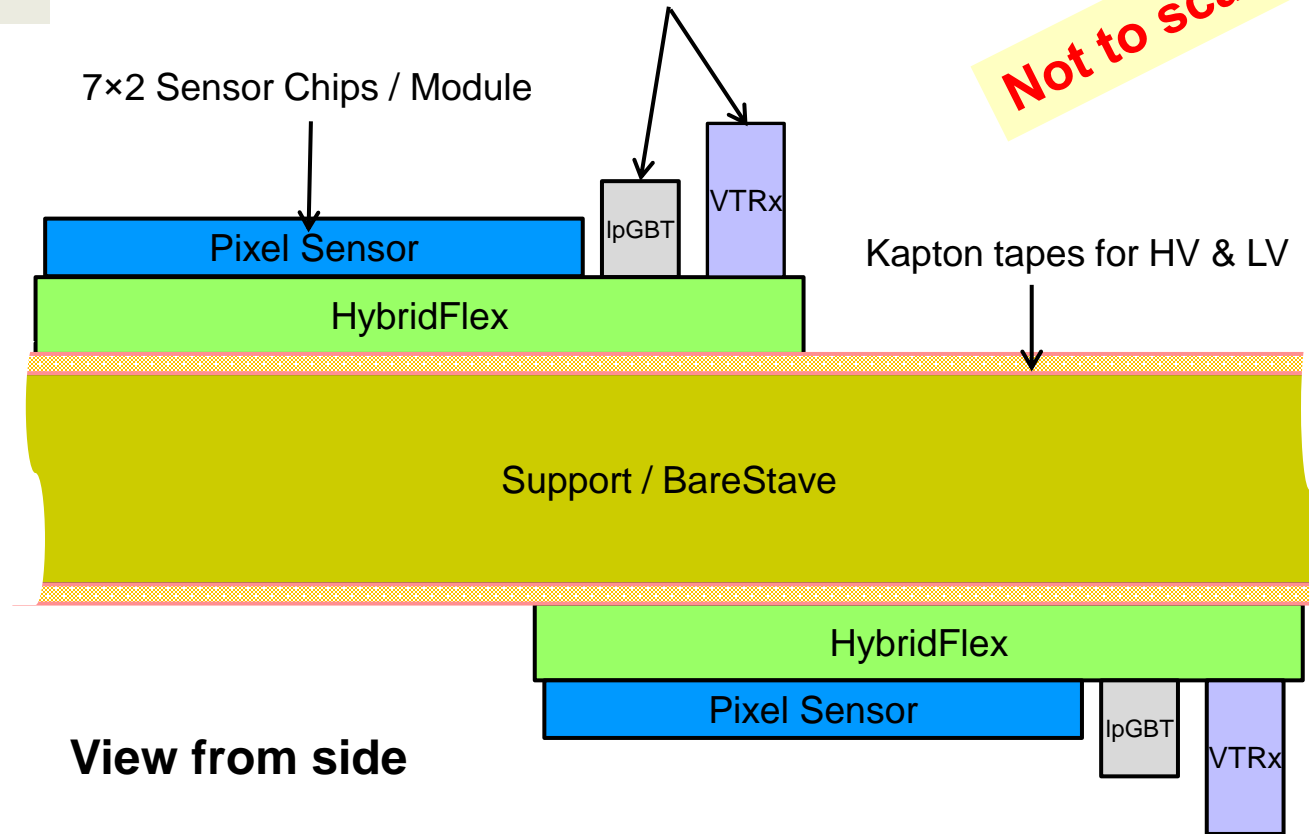 Not to
7×2 Sensor Chips / Module
VTRx
lpGBT
Pixel Sensor
Kapton tapes for HV & LV
HybridFlex
Support / BareStave
HybridFlex
Pixel Sensor
lpGBT
VTRx
View from side